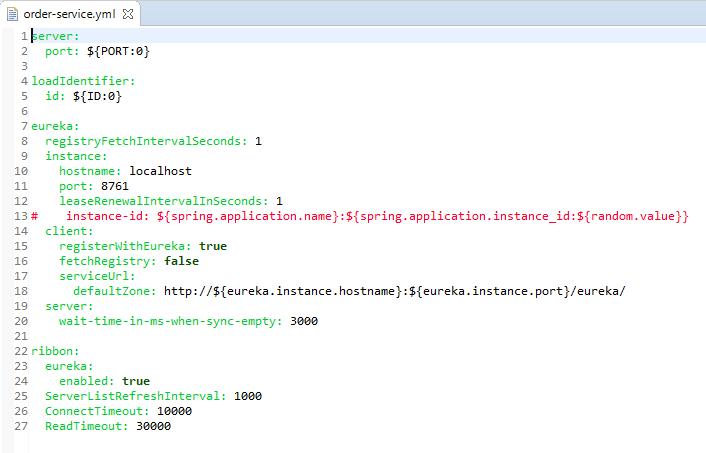 order-service.yml
1 server:
2   port: ${PORT:0}
3
4 loadIdentifier:
5   id: ${ID:0}
6
7 eureka:
8   registryFetchIntervalSeconds: 1
9   instance:
10     hostname: localhost
11     port: 8761
12     leaseRenewalIntervalInSeconds: 1
13 #    instance-id: ${spring.application.name}:${spring.application.instance_id:${random.value}}
14   client:
15     registerWithEureka: true
16     fetchRegistry: false
17     serviceUrl:
18       defaultZone: http://${eureka.instance.hostname}:${eureka.instance.port}/eureka/
19   server:
20     wait-time-in-ms-when-sync-empty: 3000
21
22 ribbon:
23   eureka:
24     enabled: true
25   ServerListRefreshInterval: 1000
26   ConnectTimeout: 10000
27   ReadTimeout: 30000